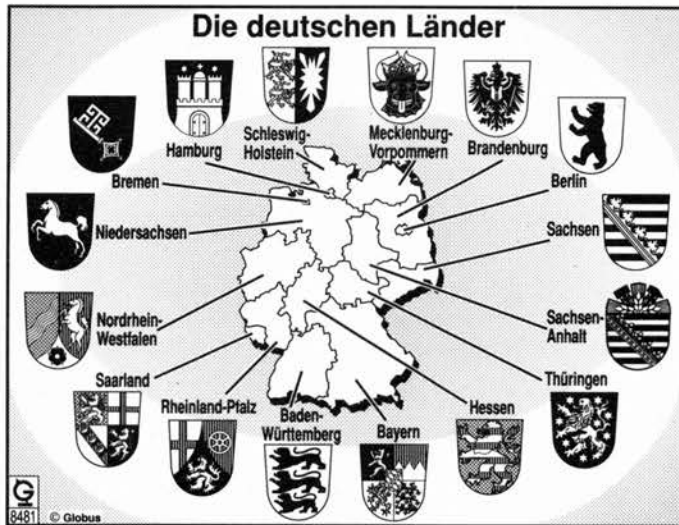 Die deutschen Länder
Schleswig-
Holstein
Mecklenburg-
Vorpommern
Hamburg
Brandenburg
Bremen
Berlin
Niedersachsen
Sachsen
Nordrhein-
Westfalen
Sachsen-
Anhalt
Saarland
Thüringen
Rheinland-Pfalz
Hessen
Baden-
Württemberg
Bayern
G
8481
© Globus